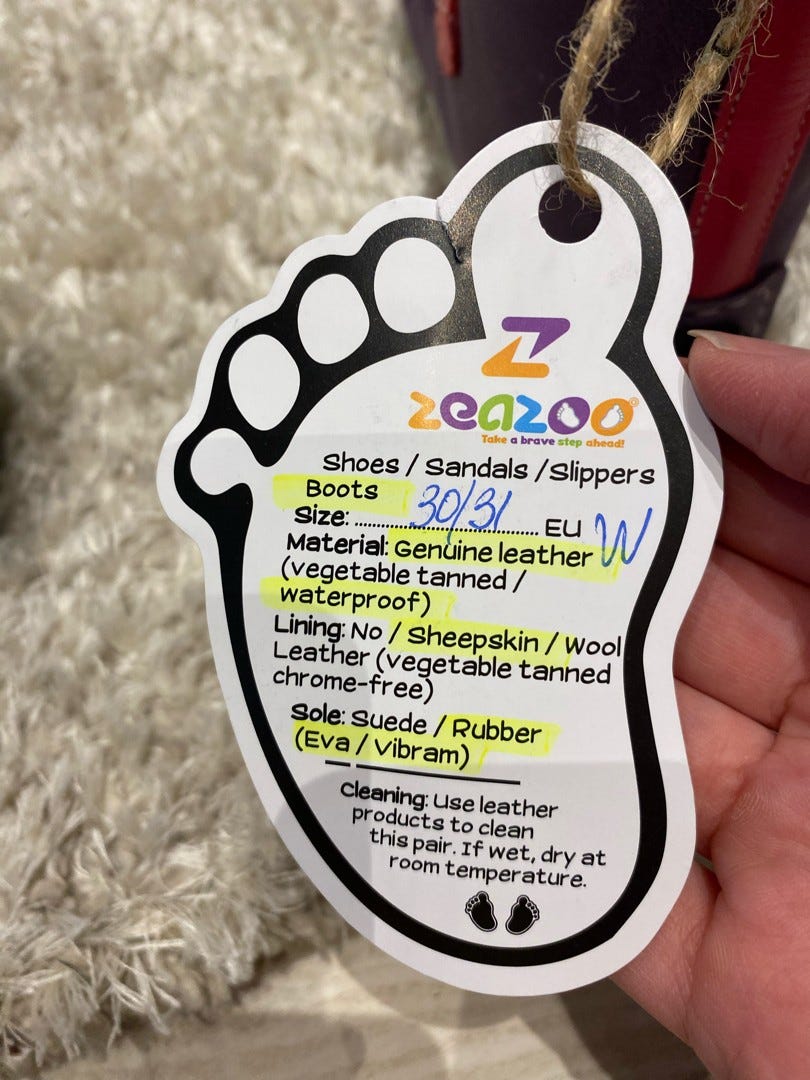 Z
zeazoo®
Take a brave step ahead!
Shoes / Sandals /Slippers
Boots
Size: ........30/31........ EU W
Material: Genuine leather
(vegetable tanned /
waterproof)
Lining: No / Sheepskin / Wool
Leather (vegetable tanned
chrome-free)
Sole: Suede / Rubber
(Eva / Vibram)
Cleaning: Use leather
products to clean
this pair. If wet, dry at
room temperature.